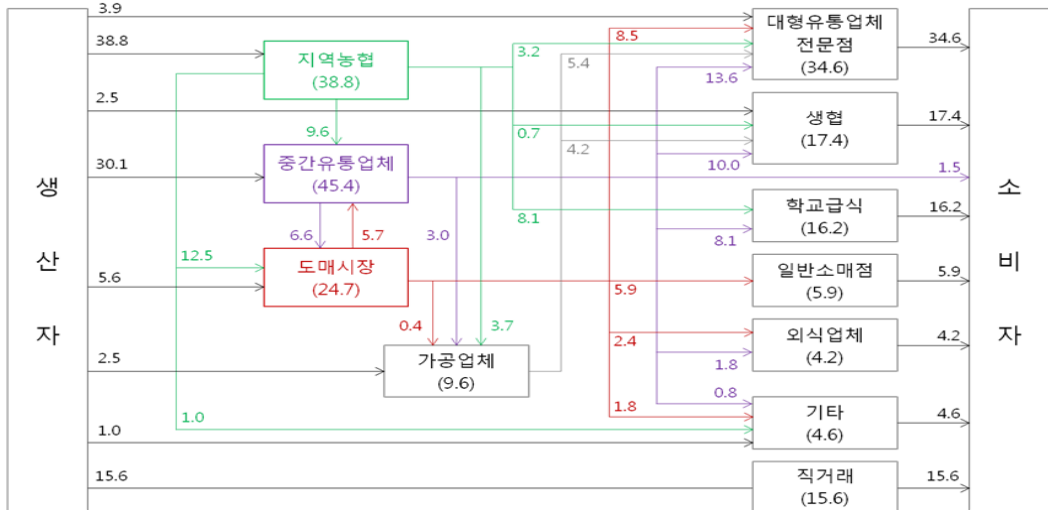 3.9
대형유통업체
전문점
(34.6)
34.6
8.5
38.8
지역농협
(38.8)
3.2
5.4
13.6
2.5
생협
(17.4)
17.4
9.6
0.7
4.2
중간유통업체
(45.4)
10.0
30.1
1.5
생
산
자
소
비
자
학교급식
(16.2)
16.2
8.1
6.6
5.7
3.0
8.1
12.5
도매시장
(24.7)
일반소매점
(5.9)
5.9
5.6
5.9
0.4
3.7
외식업체
(4.2)
4.2
2.4
1.8
2.5
가공업체
(9.6)
0.8
1.8
기타
(4.6)
4.6
1.0
1.0
15.6
직거래
(15.6)
15.6